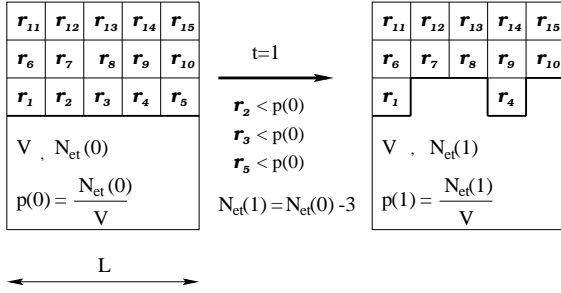 r11 r12 r13 r14 r15
r6 r7 r8 r9 r10
r1 r2 r3 r4 r5
V , Net(0)
p(0) = Net(0) / V
L
t=1
r2 < p(0)
r3 < p(0)
r5 < p(0)
Net(1) = Net(0) -3
r11 r12 r13 r14 r15
r6 r7 r8 r9 r10
r1 r4
V , Net(1)
p(1) = Net(1) / V